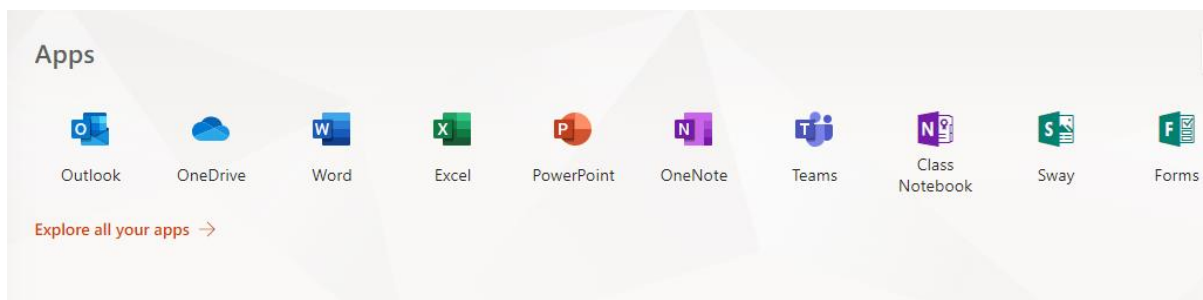 Apps
Outlook OneDrive Word Excel PowerPoint OneNote Teams Class Notebook Sway Forms
Explore all your apps →